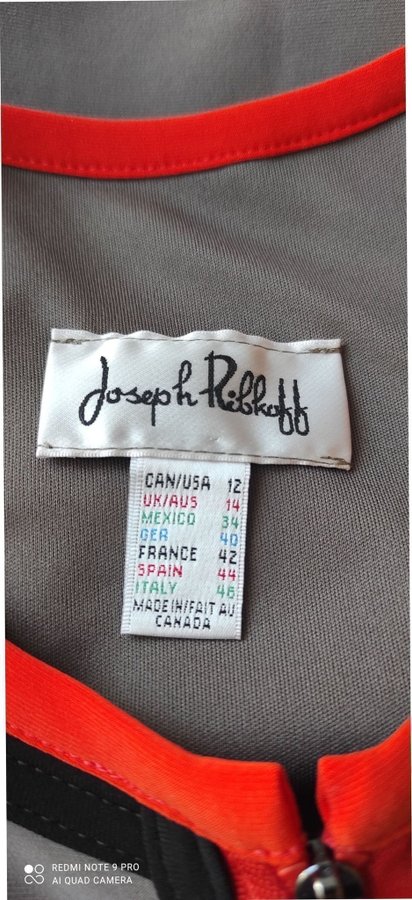 Joseph Ribkoff
CAN/USA 12
UK/AUS 14
MEXICO 34
GER 40
FRANCE 42
SPAIN 44
ITALY 46
MADE IN/FAIT AU
CANADA
REDMI NOTE 9 PRO
AI QUAD CAMERA